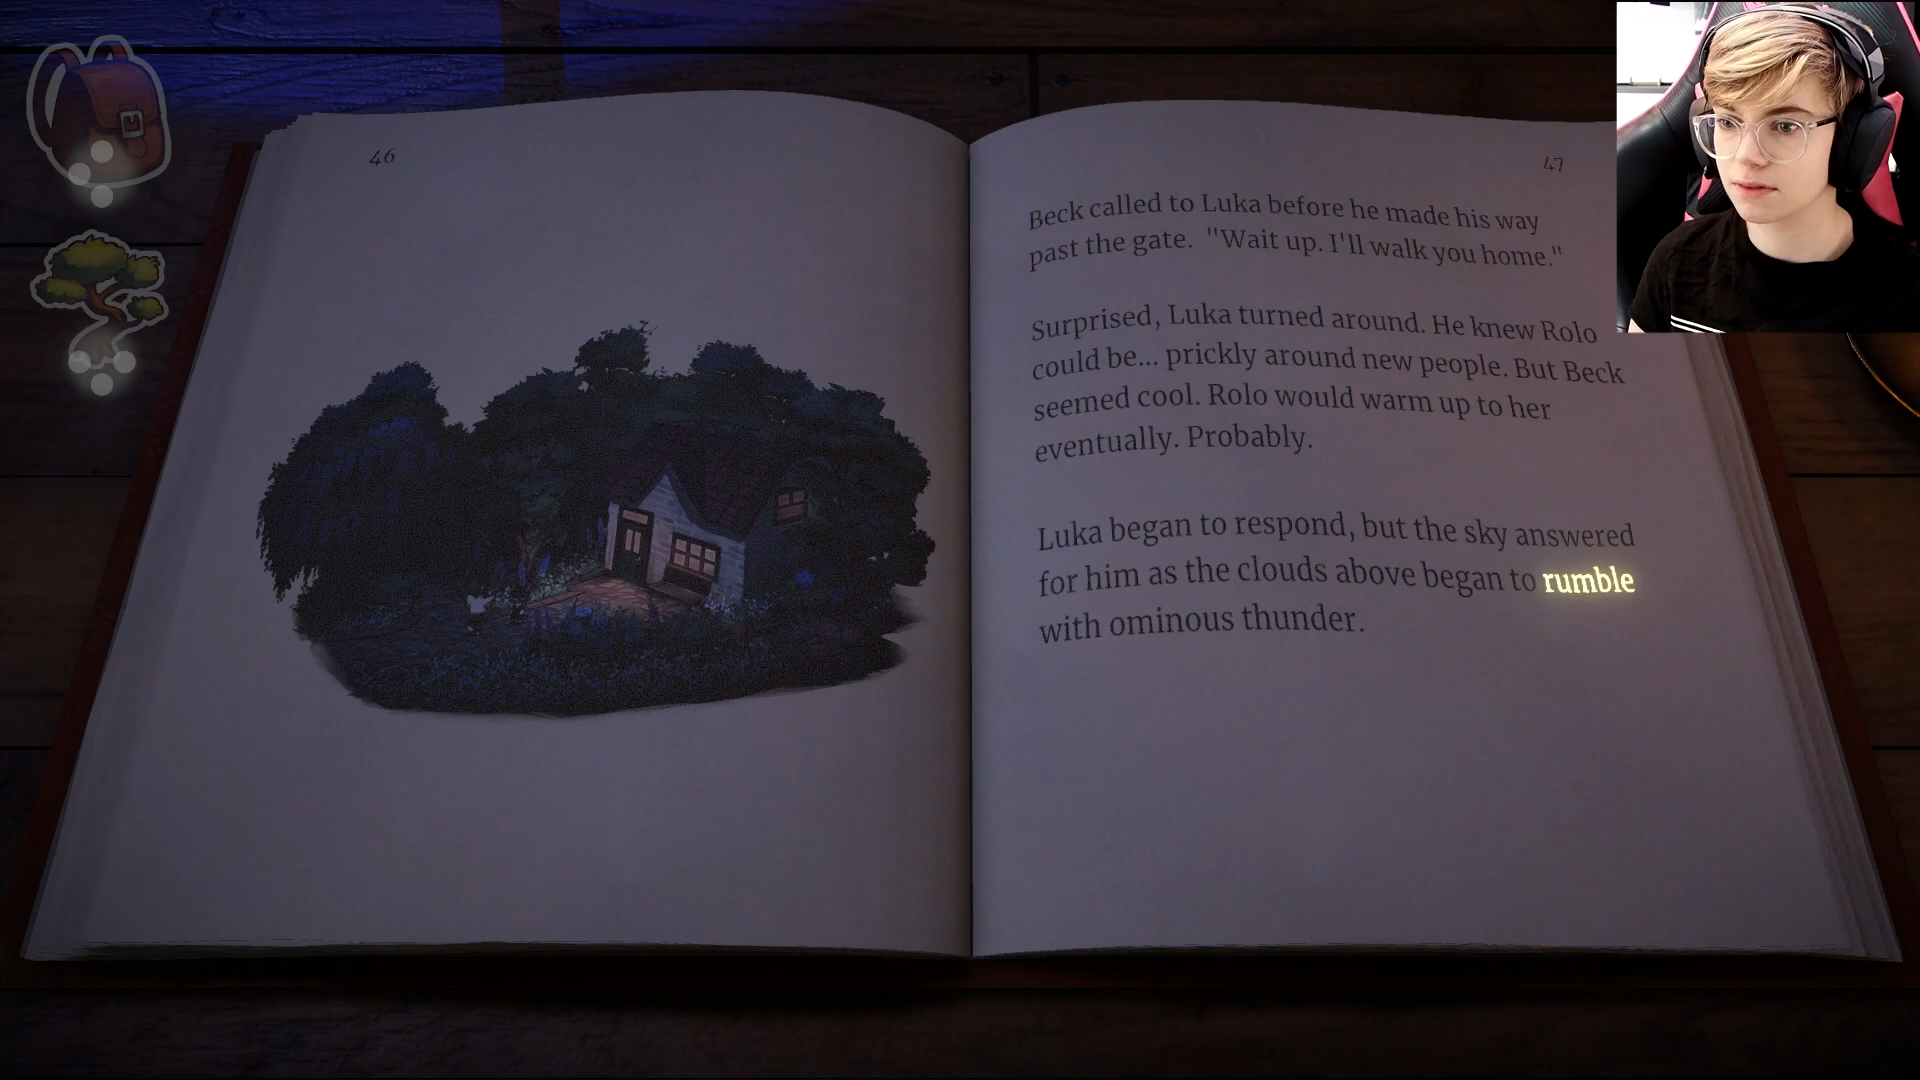 46
47
Beck called to Luka before he made his way
past the gate. "Wait up. I'll walk you home."
Surprised, Luka turned around. He knew Rolo
could be... prickly around new people. But Beck
seemed cool. Rolo would warm up to her
eventually. Probably.
Luka began to respond, but the sky answered
for him as the clouds above began to rumble
with ominous thunder.